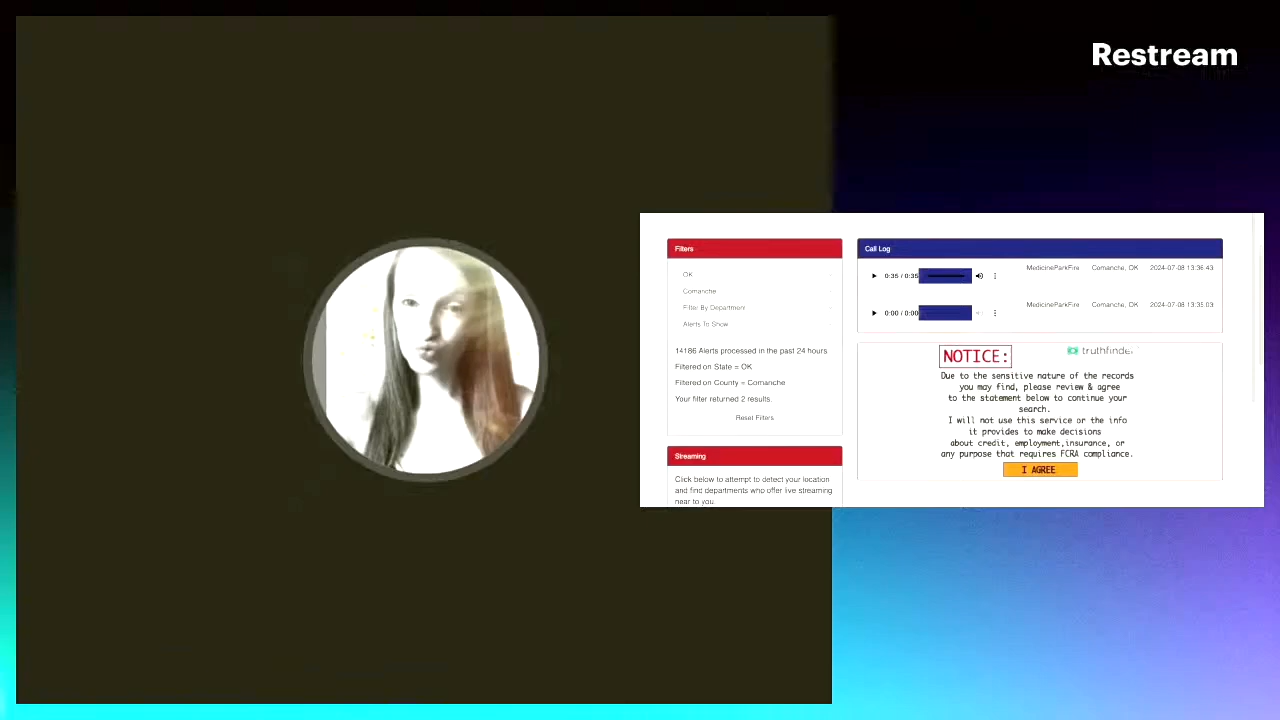 Restream
Filters
OK
Comanche
Filter By Department
Alerts To Show
14186 Alerts processed in the past 24 hours
Filtered on State = OK
Filtered on County = Comanche
Your filter returned 2 results.
Reset Filters
Streaming
Click below to attempt to detect your location
and find departments who offer live streaming
near to you
Call Log
0:35 / 0:35 MedicineParkFire Comanche, OK 2024-07-08 13:36:43
0:00 / 0:00 MedicineParkFire Comanche, OK 2024-07-08 13:35:03
NOTICE: truthfinder
Due to the sensitive nature of the records
you may find, please review & agree
to the statement below to continue your
search.
I will not use this service or the info
it provides to make decisions
about credit, employment,insurance, or
any purpose that requires FCRA compliance.
I AGREE